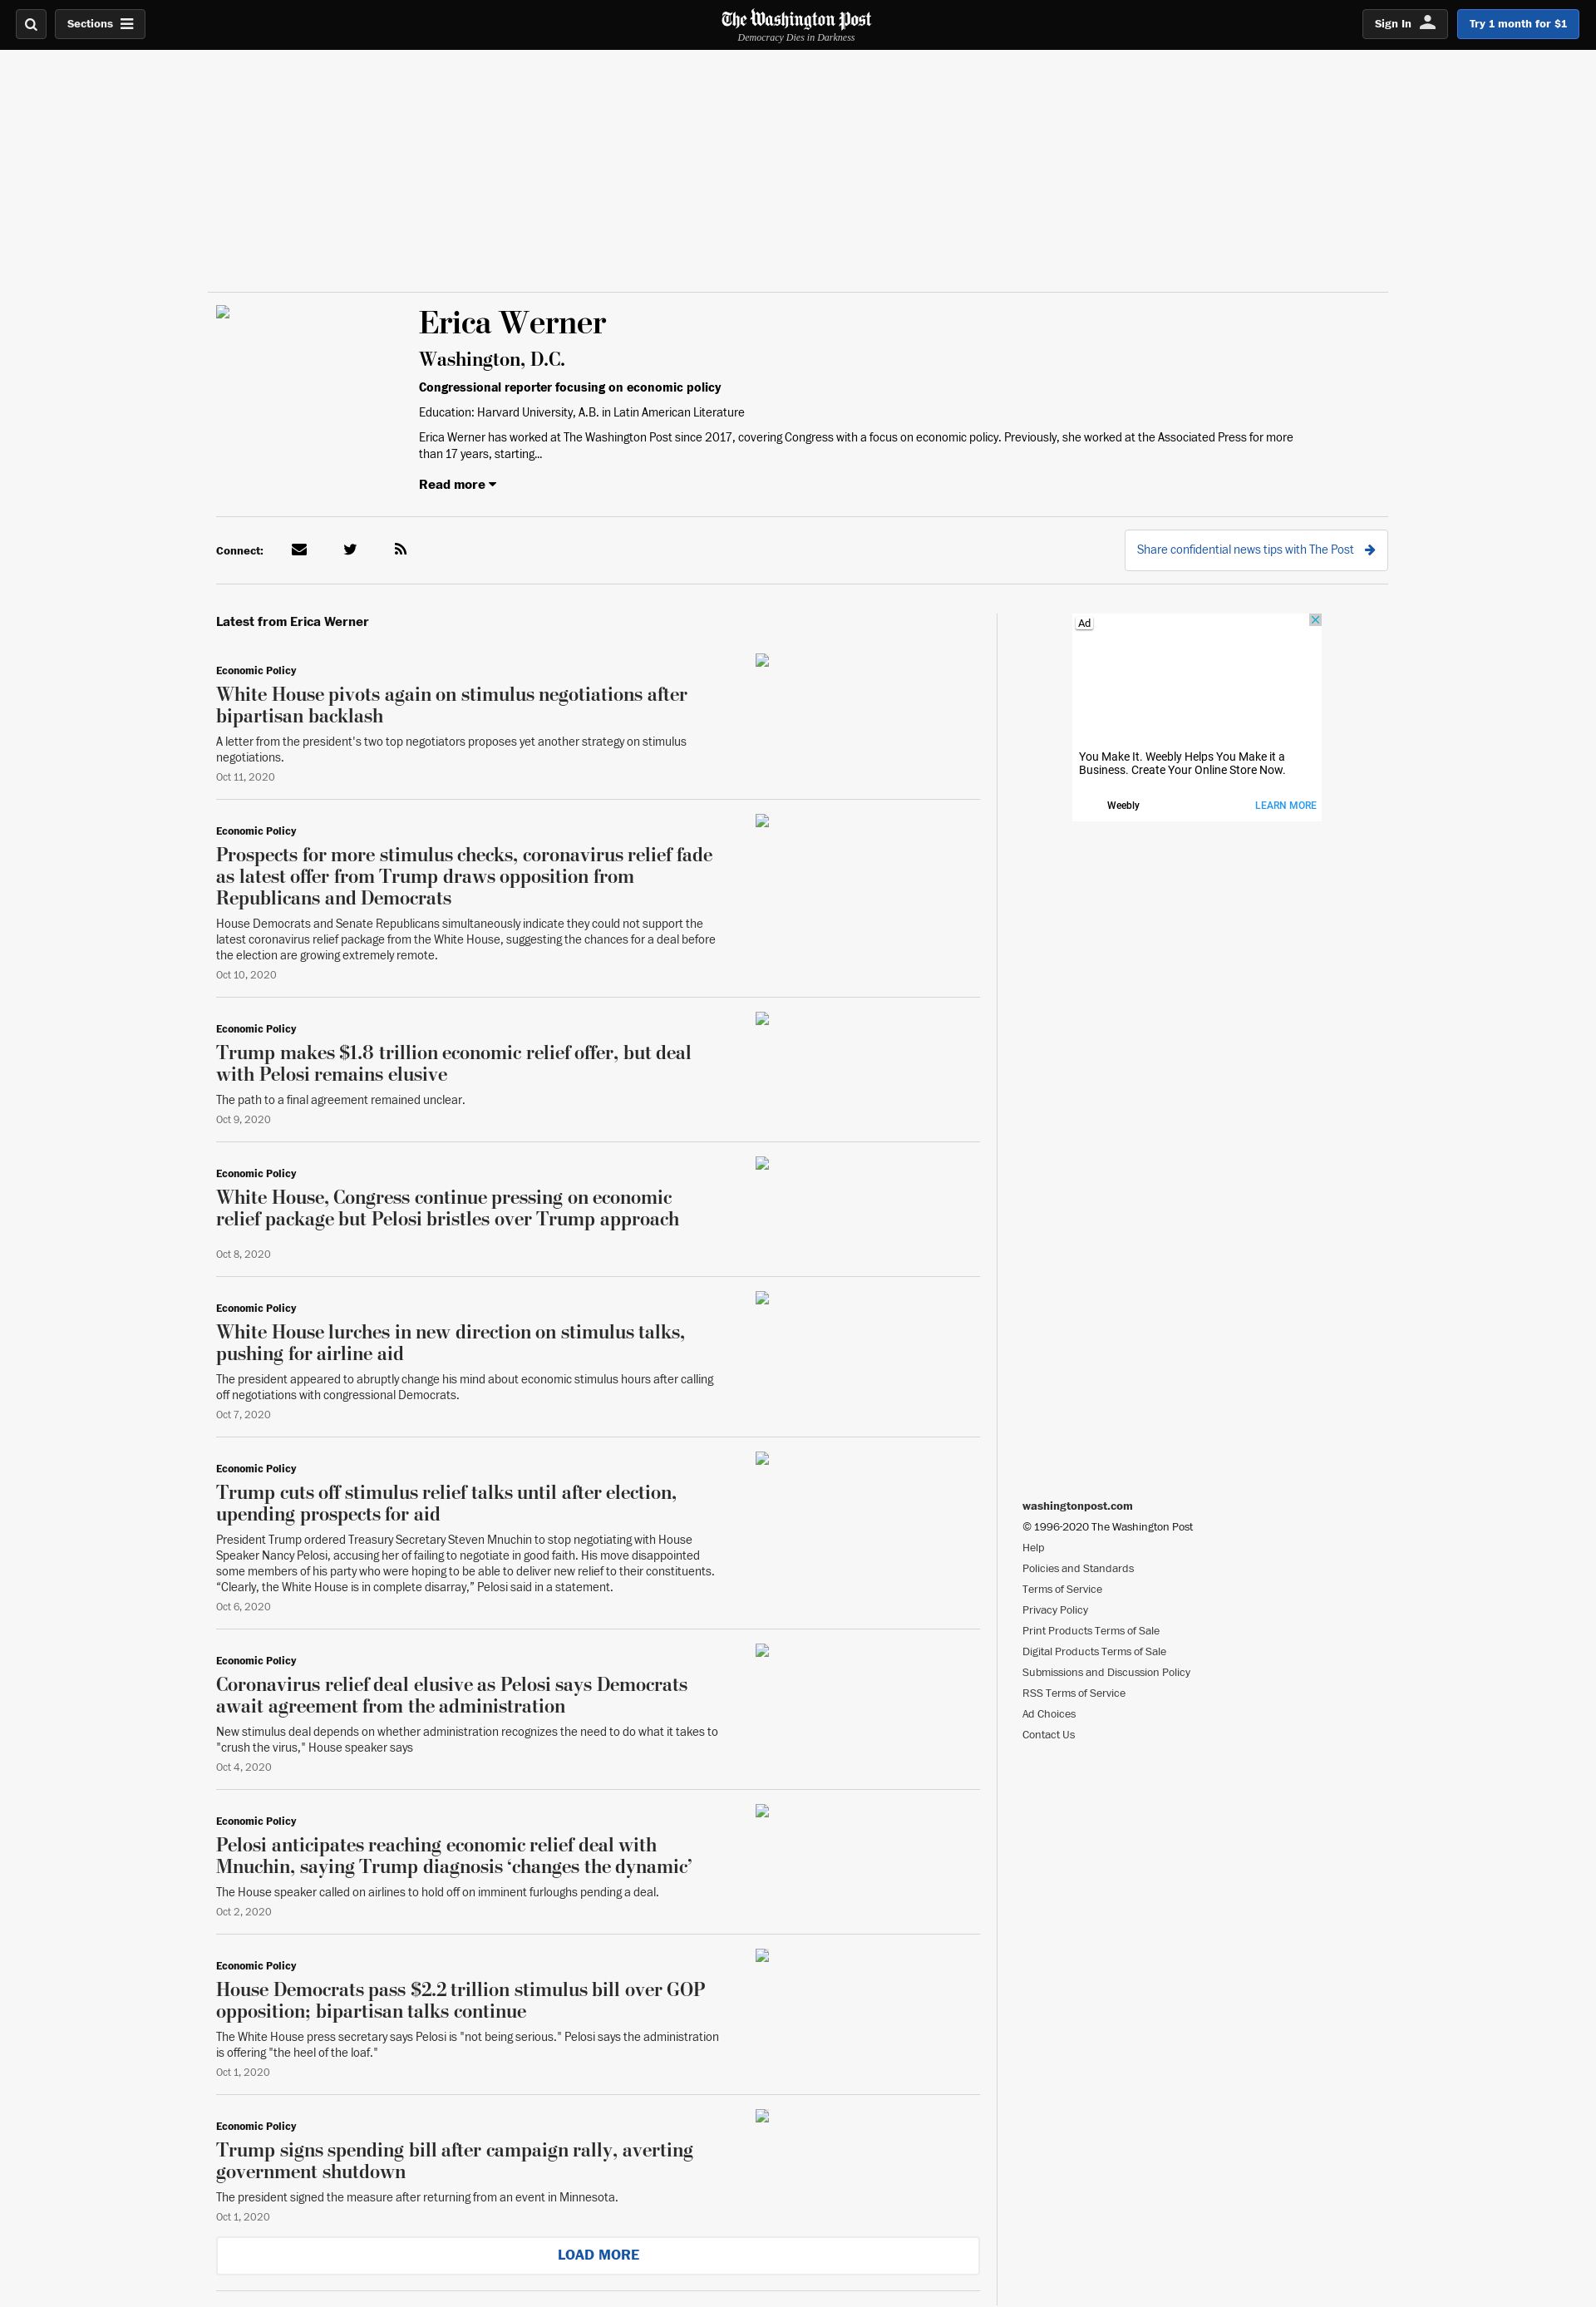 Sections
The Washington Post
Democracy Dies in Darkness
Sign In
Try 1 month for $1
Erica Werner
Washington, D.C.
Congressional reporter focusing on economic policy
Education: Harvard University, A.B. in Latin American Literature
Erica Werner has worked at The Washington Post since 2017, covering Congress with a focus on economic policy. Previously, she worked at the Associated Press for more
than 17 years, starting...
Read more
Connect:
Share confidential news tips with The Post
Latest from Erica Werner
Economic Policy
White House pivots again on stimulus negotiations after
bipartisan backlash
A letter from the president's two top negotiators proposes yet another strategy on stimulus
negotiations.
Oct 11, 2020
Economic Policy
Prospects for more stimulus checks, coronavirus relief fade
as latest offer from Trump draws opposition from
Republicans and Democrats
House Democrats and Senate Republicans simultaneously indicate they could not support the
latest coronavirus relief package from the White House, suggesting the chances for a deal before
the election are growing extremely remote.
Oct 10, 2020
Economic Policy
Trump makes $1.8 trillion economic relief offer, but deal
with Pelosi remains elusive
The path to a final agreement remained unclear.
Oct 9, 2020
Economic Policy
White House, Congress continue pressing on economic
relief package but Pelosi bristles over Trump approach
Oct 8, 2020
Economic Policy
White House lurches in new direction on stimulus talks,
pushing for airline aid
The president appeared to abruptly change his mind about economic stimulus hours after calling
off negotiations with congressional Democrats.
Oct 7, 2020
Economic Policy
Trump cuts off stimulus relief talks until after election,
upending prospects for aid
President Trump ordered Treasury Secretary Steven Mnuchin to stop negotiating with House
Speaker Nancy Pelosi, accusing her of failing to negotiate in good faith. His move disappointed
some members of his party who were hoping to be able to deliver new relief to their constituents.
“Clearly, the White House is in complete disarray,” Pelosi said in a statement.
Oct 6, 2020
Economic Policy
Coronavirus relief deal elusive as Pelosi says Democrats
await agreement from the administration
New stimulus deal depends on whether administration recognizes the need to do what it takes to
"crush the virus," House speaker says
Oct 4, 2020
Economic Policy
Pelosi anticipates reaching economic relief deal with
Mnuchin, saying Trump diagnosis ‘changes the dynamic’
The House speaker called on airlines to hold off on imminent furloughs pending a deal.
Oct 2, 2020
Economic Policy
House Democrats pass $2.2 trillion stimulus bill over GOP
opposition; bipartisan talks continue
The White House press secretary says Pelosi is "not being serious." Pelosi says the administration
is offering "the heel of the loaf."
Oct 1, 2020
Economic Policy
Trump signs spending bill after campaign rally, averting
government shutdown
The president signed the measure after returning from an event in Minnesota.
Oct 1, 2020
LOAD MORE
Ad
You Make It. Weebly Helps You Make it a
Business. Create Your Online Store Now.
Weebly
LEARN MORE
washingtonpost.com
© 1996-2020 The Washington Post
Help
Policies and Standards
Terms of Service
Privacy Policy
Print Products Terms of Sale
Digital Products Terms of Sale
Submissions and Discussion Policy
RSS Terms of Service
Ad Choices
Contact Us